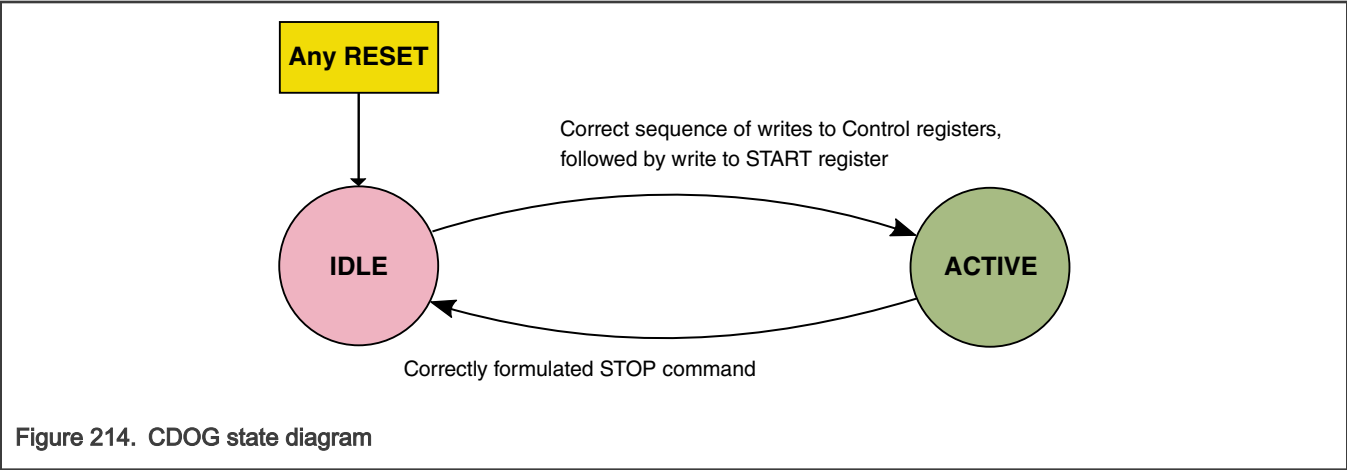 Any RESET
Correct sequence of writes to Control registers,
followed by write to START register
IDLE
ACTIVE
Correctly formulated STOP command
Figure 214. CDOG state diagram